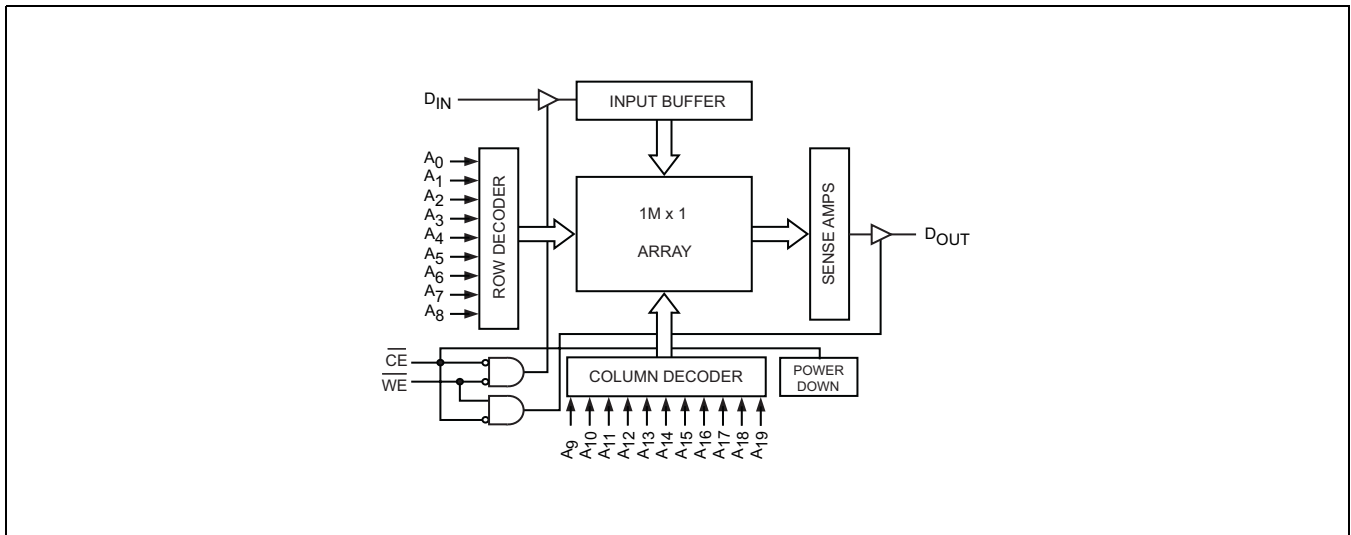 DIN
INPUT BUFFER
A0
A1
A2
A3
A4
A5
A6
A7
A8
ROW DECODER
1M x 1
ARRAY
SENSE AMPS
DOUT
CE
WE
COLUMN DECODER
POWER
DOWN
A9
A10
A11
A12
A13
A14
A15
A16
A17
A18
A19